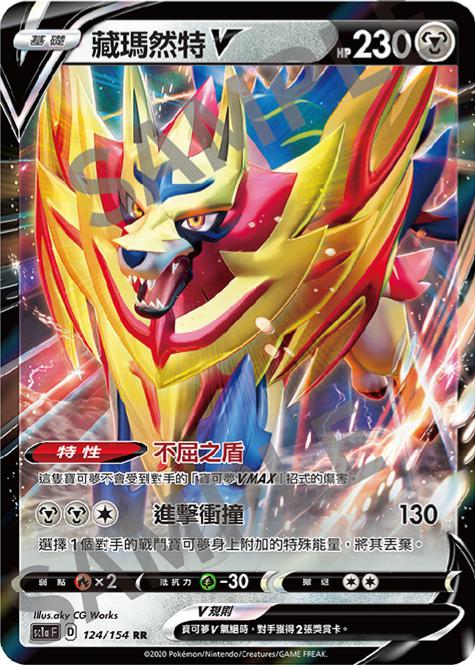 基礎 藏瑪然特V HP230
SAMPLE
特性 不屈之盾
這隻寶可夢不會受到對手的「寶可夢VMAX」招式的傷害。
進擊衝撞 130
選擇1個對手的戰鬥寶可夢身上附加的特殊能量,將其丟棄。
SAMPLE
弱點 ×2 抵抗力 -30 撤退
Illus.aky CG Works
V規則
sc1a F D 124/154 RR
寶可夢V氣絕時,對手獲得2張獎賞卡。
©2020 Pokémon/Nintendo/Creatures/GAME FREAK.